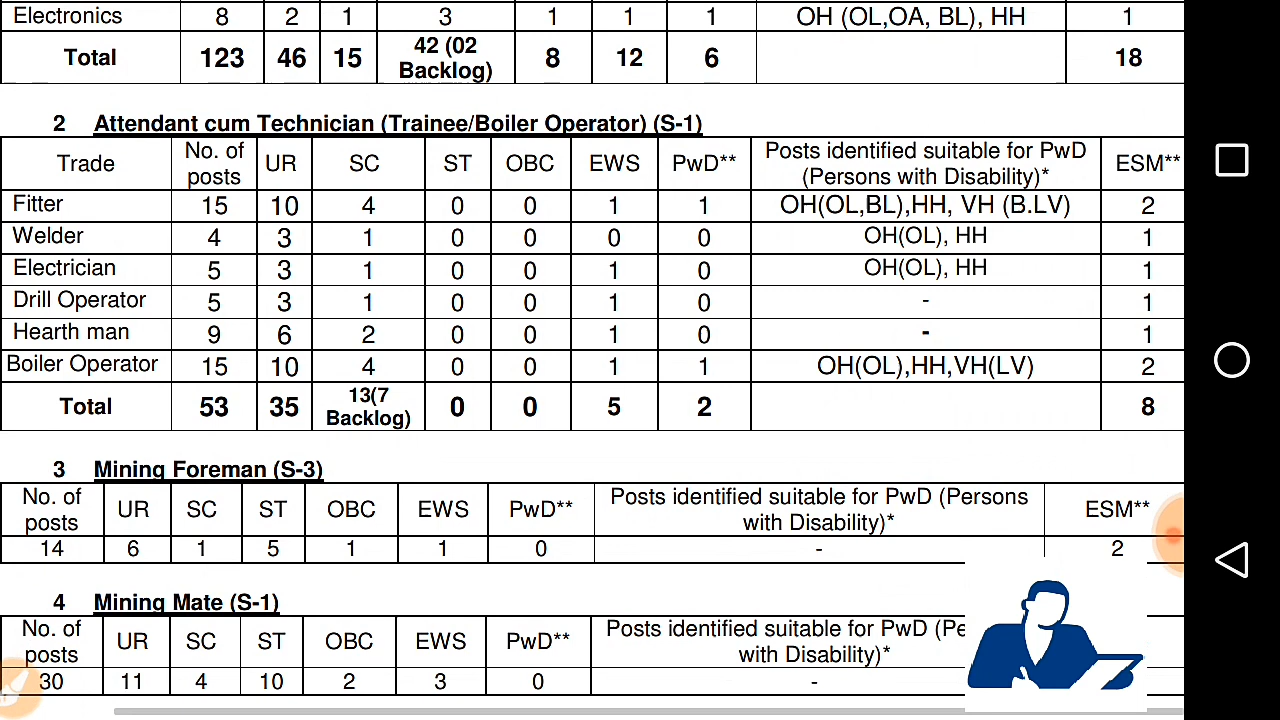 Electronics 8 2 1 3 1 1 1 OH (OL,OA, BL), HH 1
Total 123 46 15 42 (02 Backlog) 8 12 6 18
2 Attendant cum Technician (Trainee/Boiler Operator) (S-1)
Trade No. of posts UR SC ST OBC EWS PwD** Posts identified suitable for PwD (Persons with Disability)* ESM**
Fitter 15 10 4 0 0 1 1 OH(OL,BL),HH, VH (B.LV) 2
Welder 4 3 1 0 0 0 0 OH(OL), HH 1
Electrician 5 3 1 0 0 1 0 OH(OL), HH 1
Drill Operator 5 3 1 0 0 1 0 - 1
Hearth man 9 6 2 0 0 1 0 - 1
Boiler Operator 15 10 4 0 0 1 1 OH(OL),HH,VH(LV) 2
Total 53 35 13(7 Backlog) 0 0 5 2 8
3 Mining Foreman (S-3)
No. of posts UR SC ST OBC EWS PwD** Posts identified suitable for PwD (Persons with Disability)* ESM**
14 6 1 5 1 1 0 - 2
4 Mining Mate (S-1)
No. of posts UR SC ST OBC EWS PwD** Posts identified suitable for PwD (Pe with Disability)*
30 11 4 10 2 3 0 -